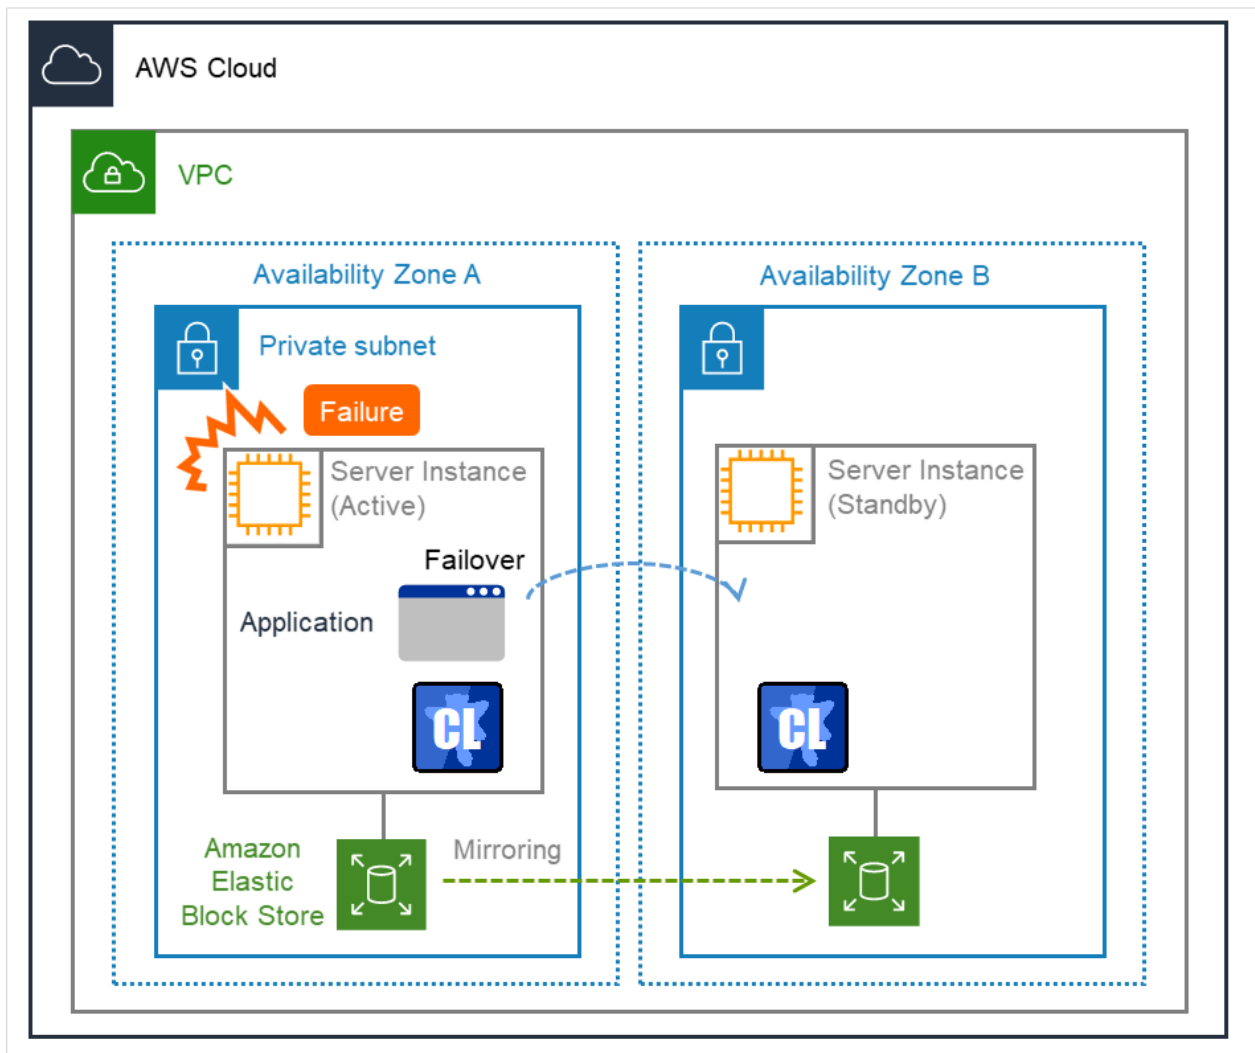 AWS Cloud
VPC
Availability Zone A
Availability Zone B
Private subnet
Failure
Server Instance
(Active)
Server Instance
(Standby)
Failover
Application
CL
CL
Amazon
Elastic
Block Store
Mirroring